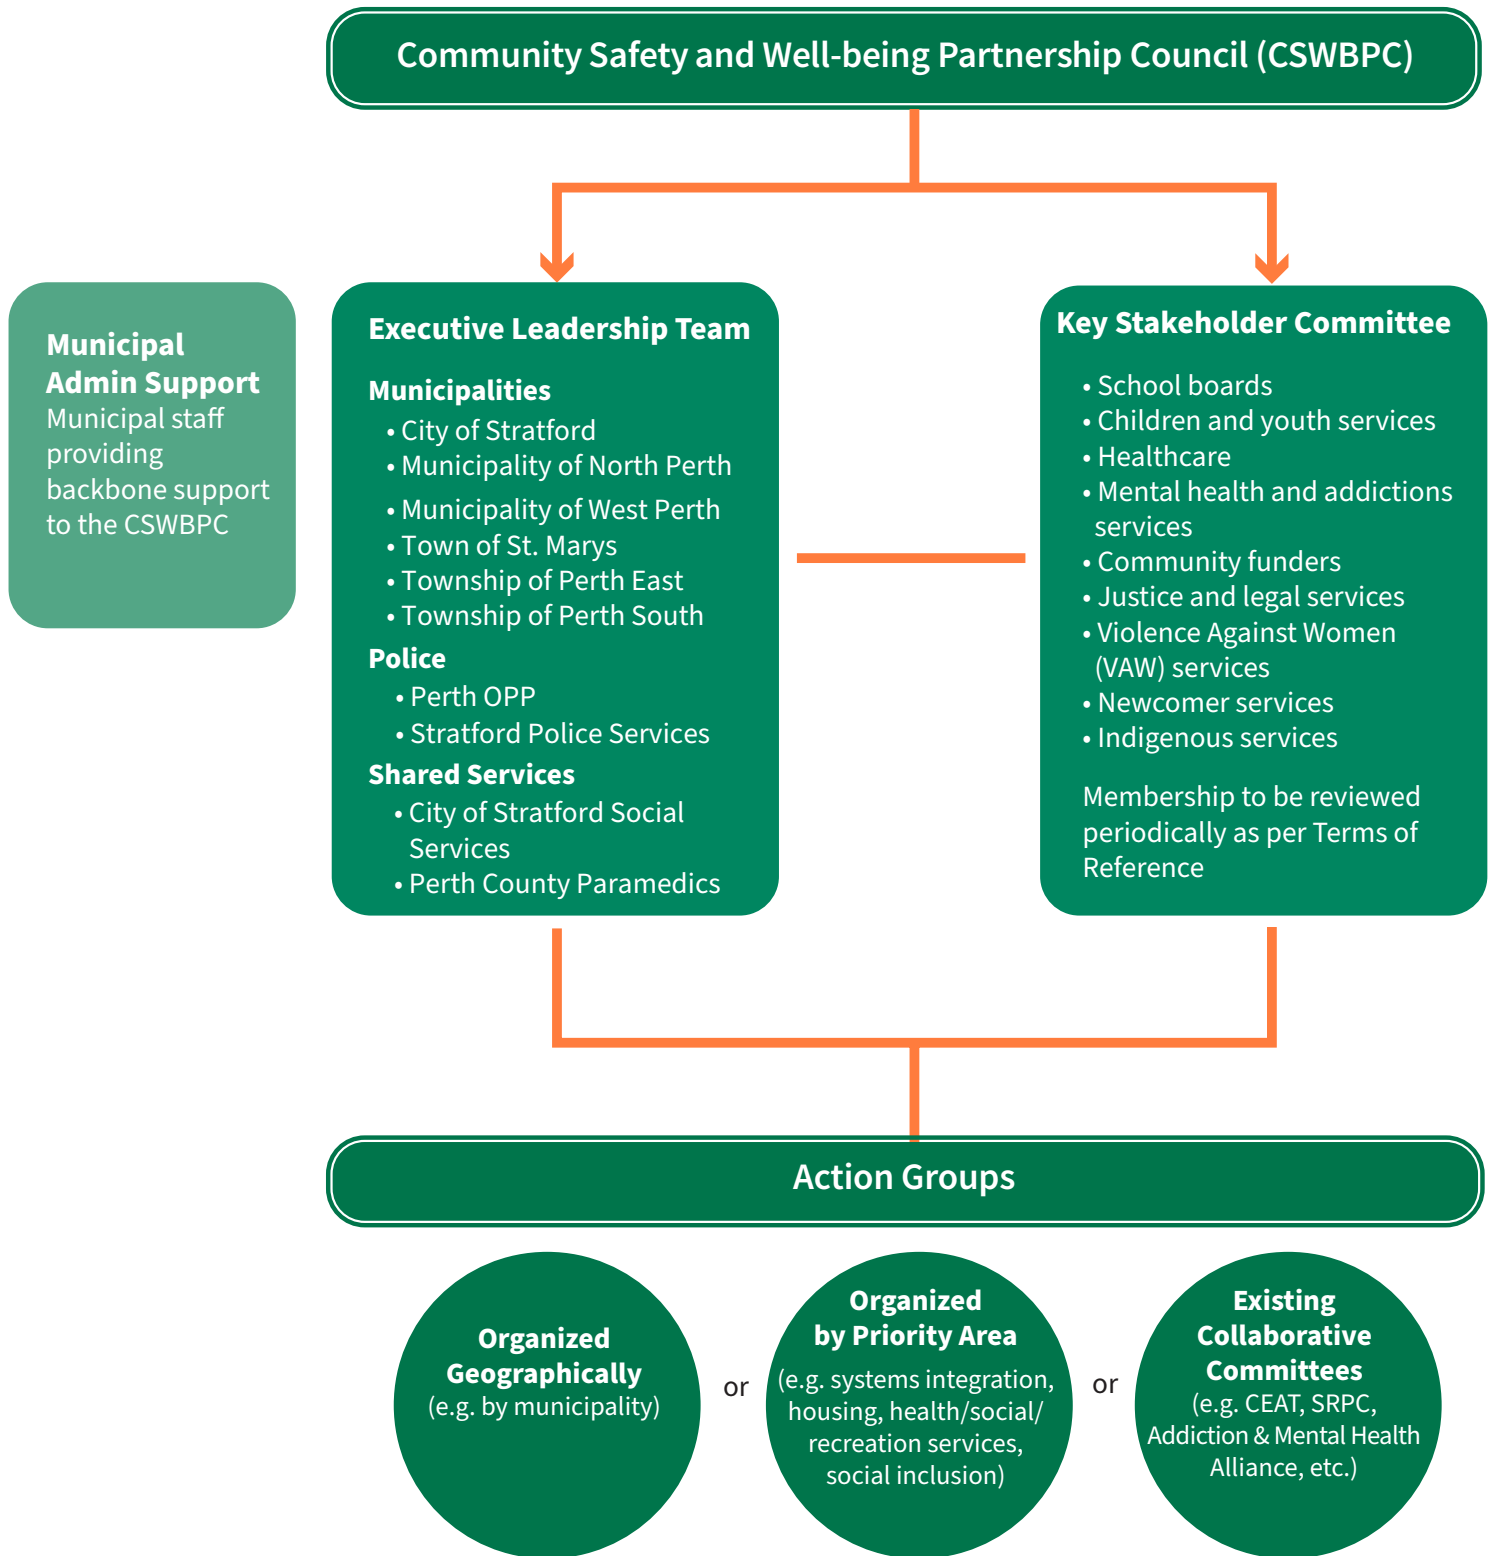 Community Safety and Well-being Partnership Council (CSWBPC)
Municipal
Admin Support
Municipal staff
providing
backbone support
to the CSWBPC
Executive Leadership Team
Municipalities
• City of Stratford
• Municipality of North Perth
• Municipality of West Perth
• Town of St. Marys
• Township of Perth East
• Township of Perth South
Police
• Perth OPP
• Stratford Police Services
Shared Services
• City of Stratford Social
Services
• Perth County Paramedics
Key Stakeholder Committee
• School boards
• Children and youth services
• Healthcare
• Mental health and addictions
services
• Community funders
• Justice and legal services
• Violence Against Women
(VAW) services
• Newcomer services
• Indigenous services
Membership to be reviewed
periodically as per Terms of
Reference
Action Groups
Organized
Geographically
(e.g. by municipality)
or
Organized
by Priority Area
(e.g. systems integration,
housing, health/social/
recreation services,
social inclusion)
or
Existing
Collaborative
Committees
(e.g. CEAT, SRPC,
Addiction & Mental Health
Alliance, etc.)